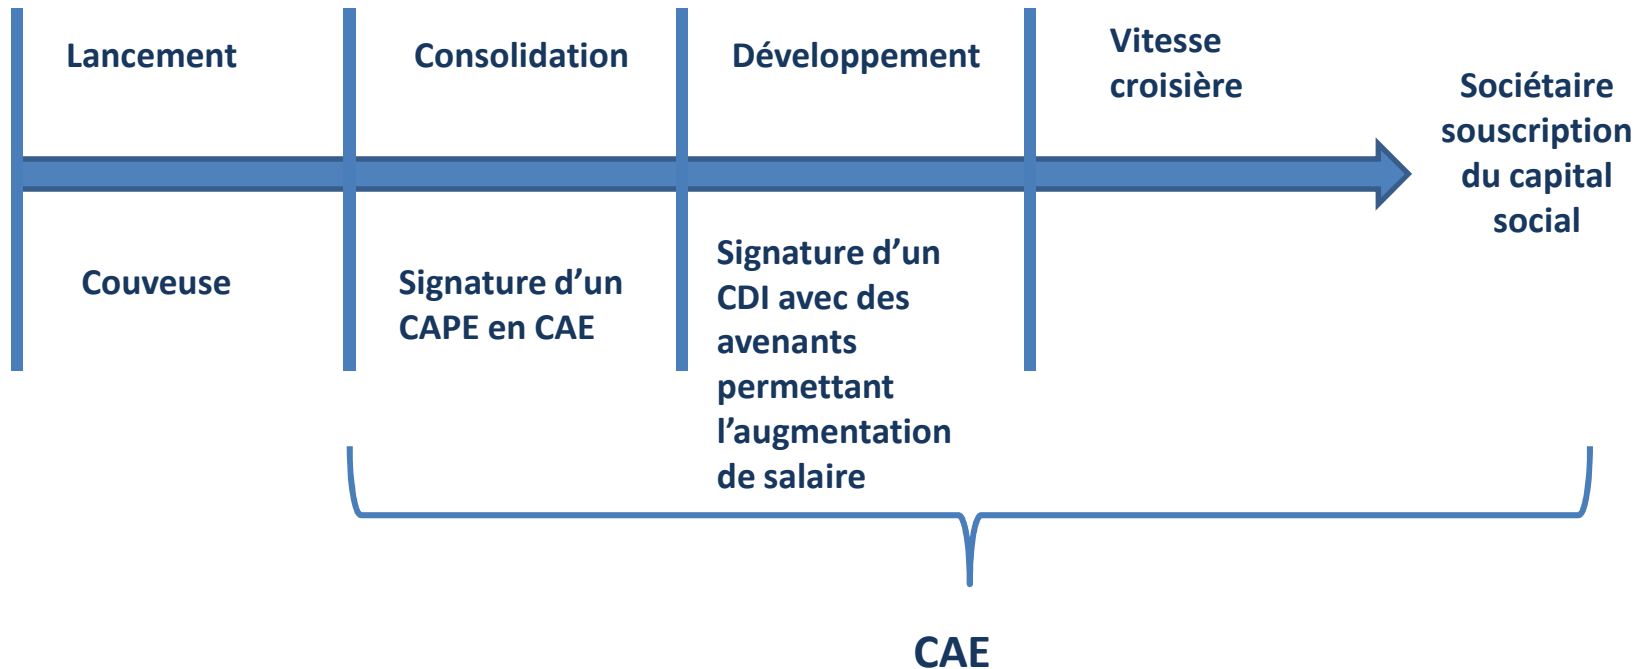 Lancement
Consolidation
Développement
Vitesse
croisière
Sociétaire
souscription
du capital
social
Couveuse
Signature d’un
CAPE en CAE
Signature d’un
CDI avec des
avenants
permettant
l’augmentation
de salaire
CAE